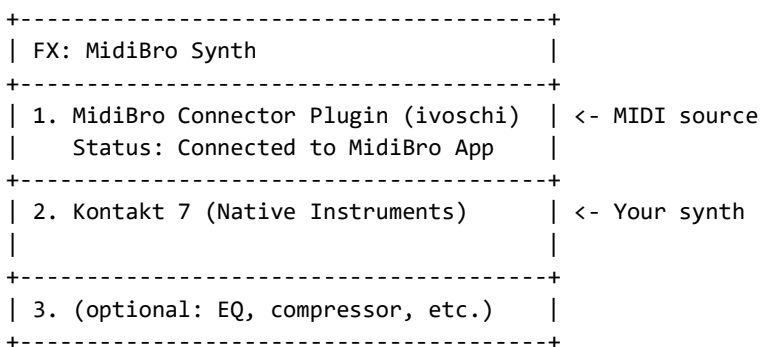 +----------------------------------------+
| FX: MidiBro Synth                      |
+----------------------------------------+
| 1. MidiBro Connector Plugin (ivoschi)  | <- MIDI source
|    Status: Connected to MidiBro App    |
+----------------------------------------+
| 2. Kontakt 7 (Native Instruments)      | <- Your synth
|                                        |
+----------------------------------------+
| 3. (optional: EQ, compressor, etc.)    |
+----------------------------------------+